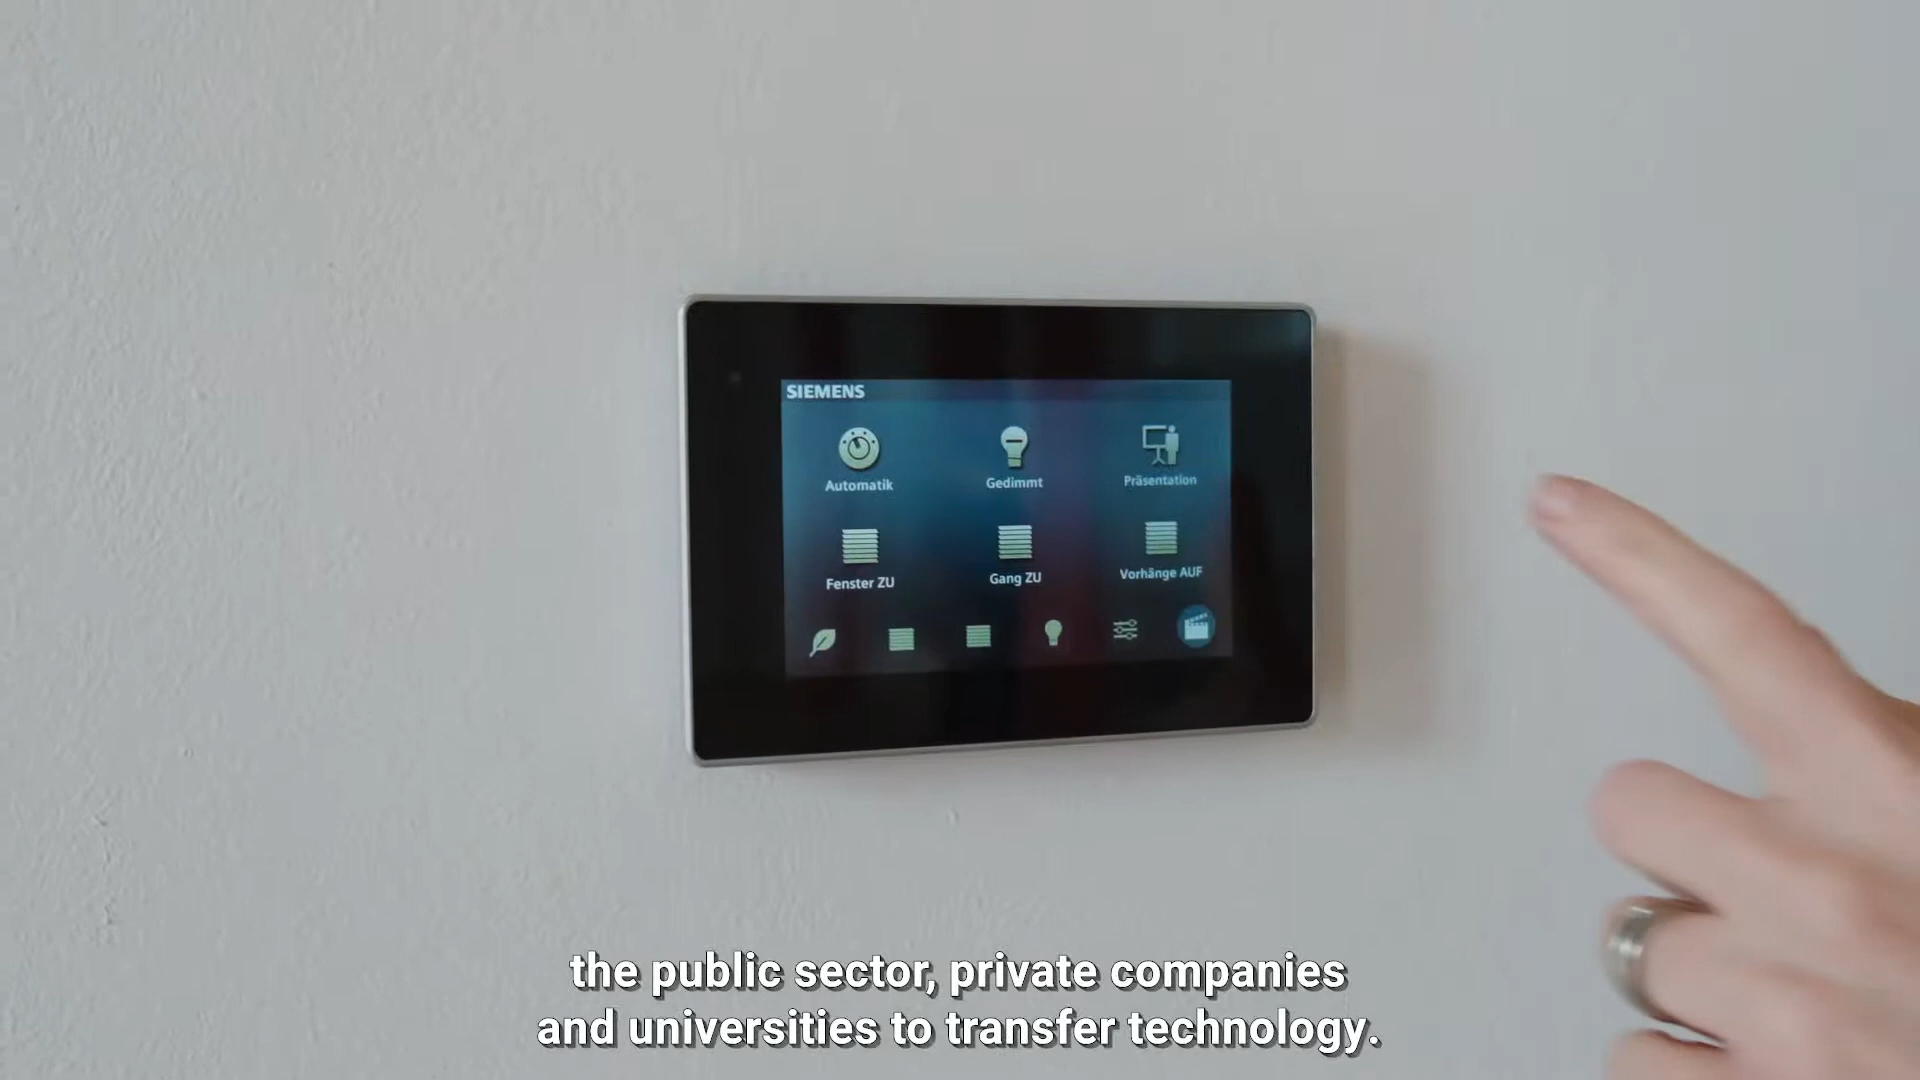 SIEMENS
Automatik
Gedimmt
Präsentation
Fenster ZU
Gang ZU
Vorhänge AUF
the public sector, private companies
and universities to transfer technology.